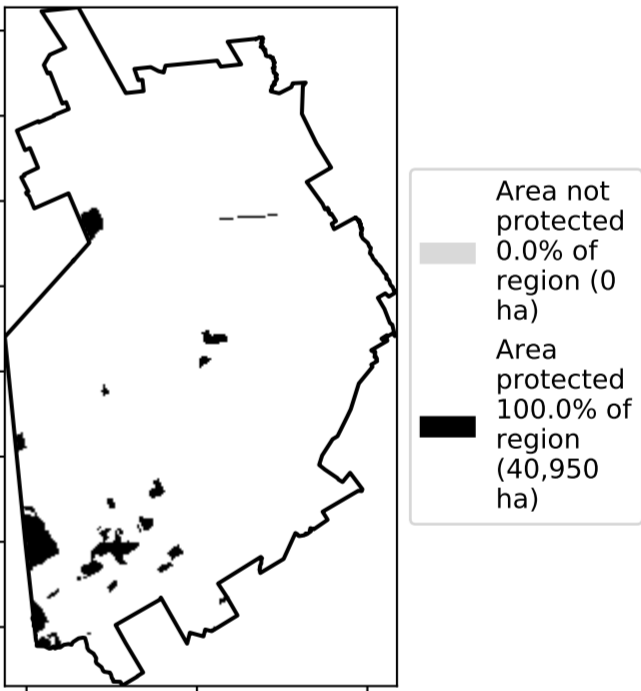 Area not
protected
0.0% of
region (0
ha)
Area
protected
100.0% of
region
(40,950
ha)